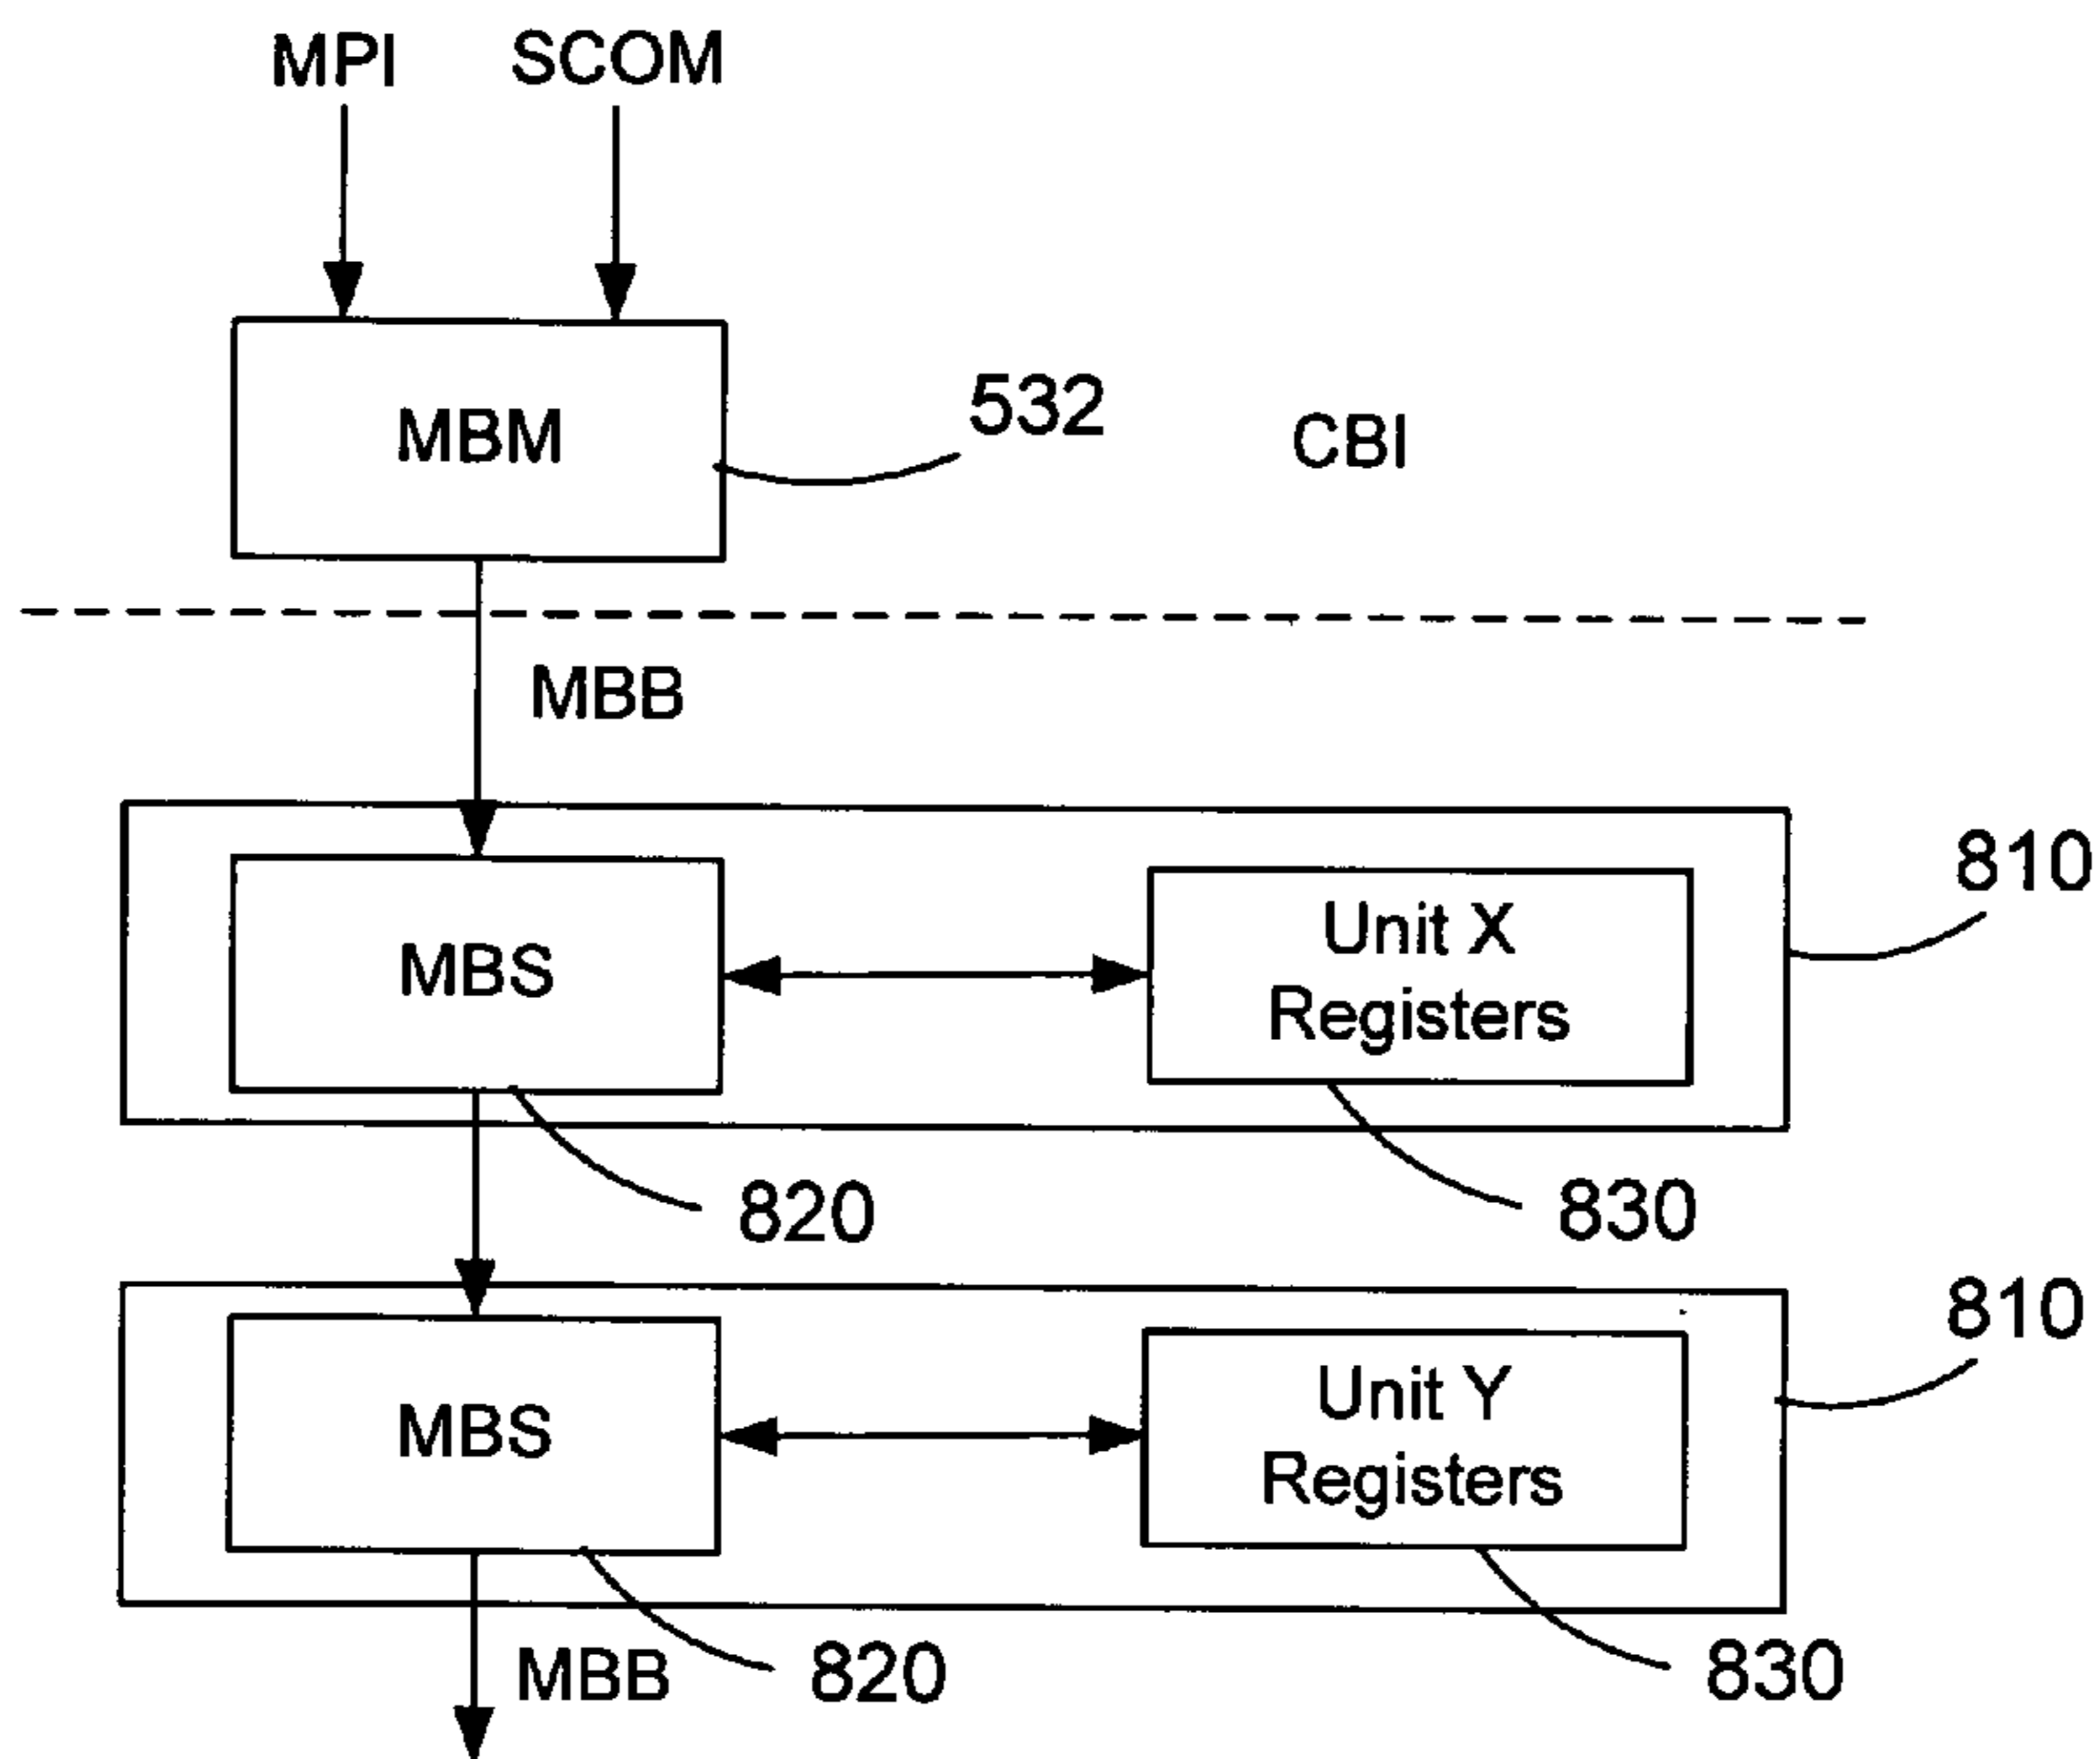 MPI SCOM
MBM
532
CBI
MBB
810
MBS
Unit X
Registers
820
830
810
MBS
Unit Y
Registers
MBB
820
830